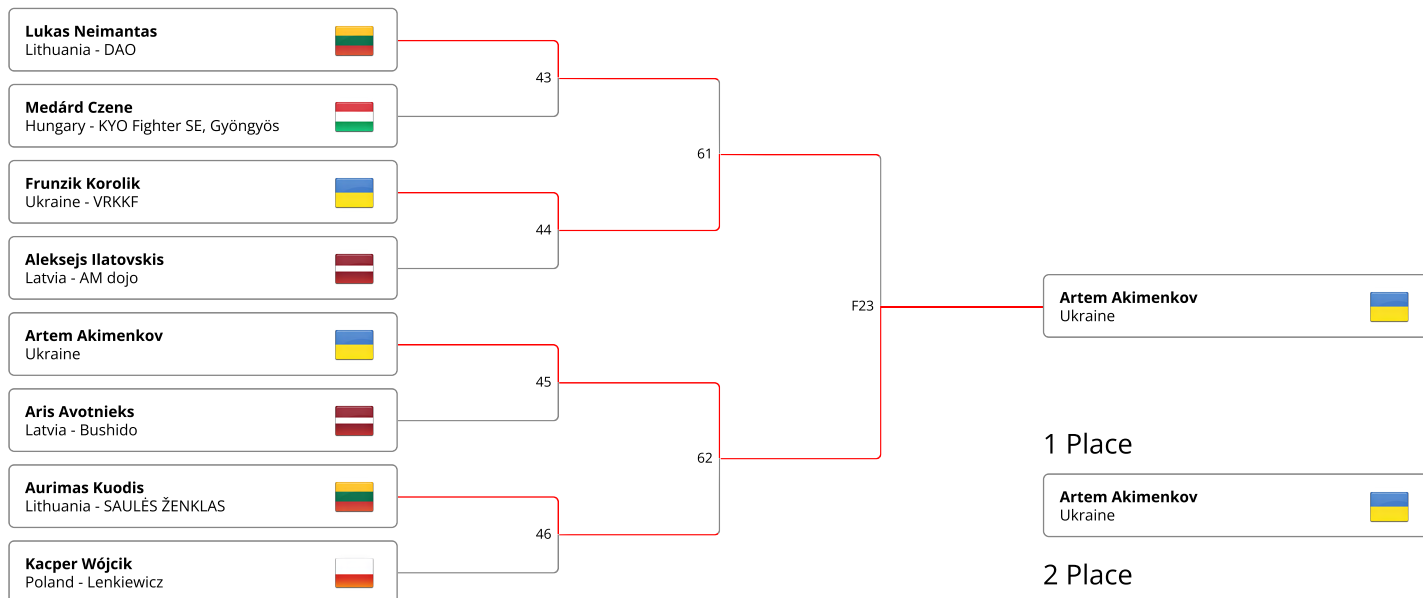 Lukas Neimantas
Lithuania - DAO
43
Medárd Czene
Hungary - KYO Fighter SE, Gyöngyös
61
Frunzik Korolik
Ukraine - VRKKF
44
Aleksejs Ilatovskis
Latvia - AM dojo
F23
Artem Akimenkov
Ukraine
Artem Akimenkov
Ukraine
45
Aris Avotnieks
Latvia - Bushido
62
Aurimas Kuodis
Lithuania - SAULĖS ŽENKLAS
46
Kacper Wójcik
Poland - Lenkiewicz
1 Place
Artem Akimenkov
Ukraine
2 Place